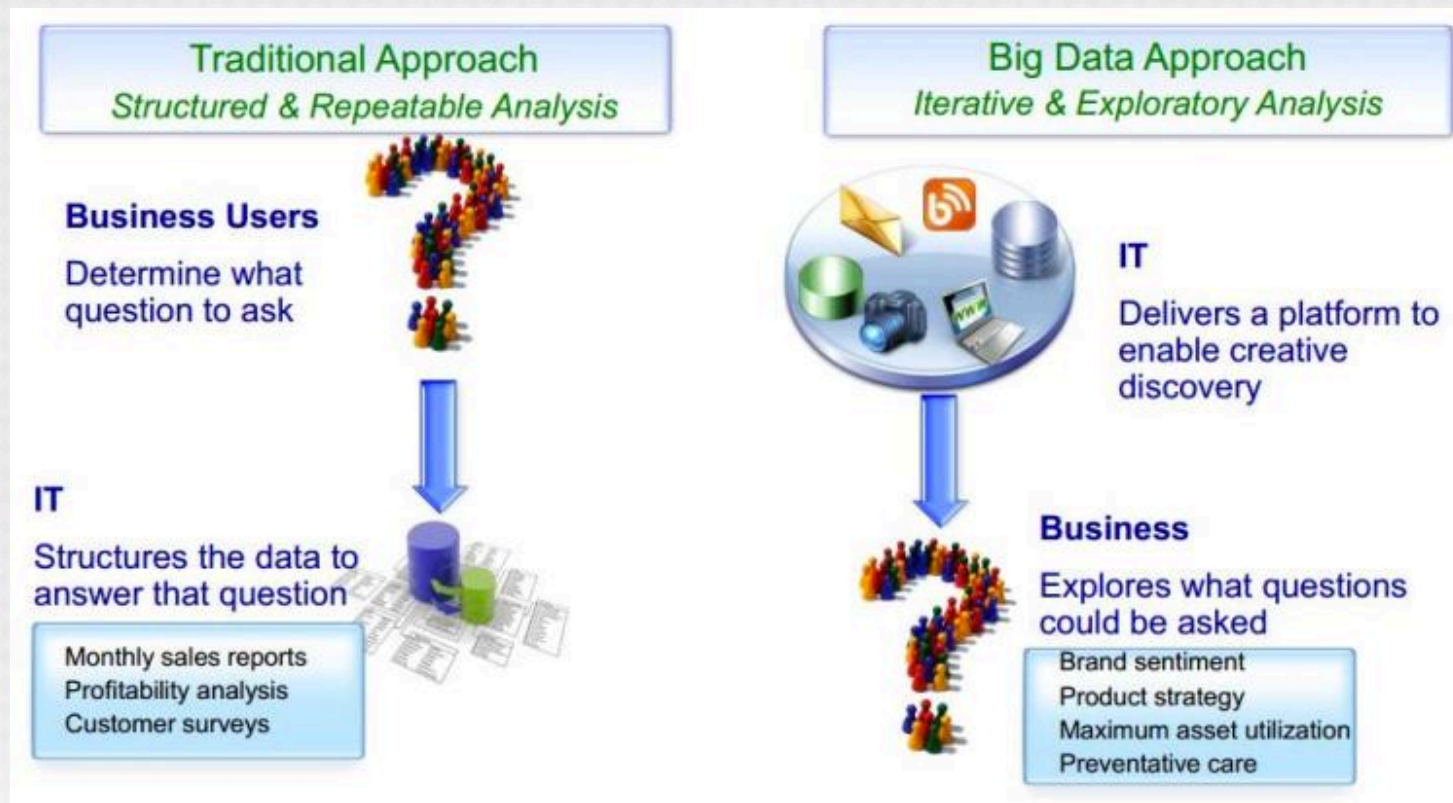 Traditional Approach
Structured & Repeatable Analysis
Business Users
Determine what
question to ask
IT
Structures the data to
answer that question
Monthly sales reports
Profitability analysis
Customer surveys
Big Data Approach
Iterative & Exploratory Analysis
IT
Delivers a platform to
enable creative
discovery
Business
Explores what questions
could be asked
Brand sentiment
Product strategy
Maximum asset utilization
Preventative care